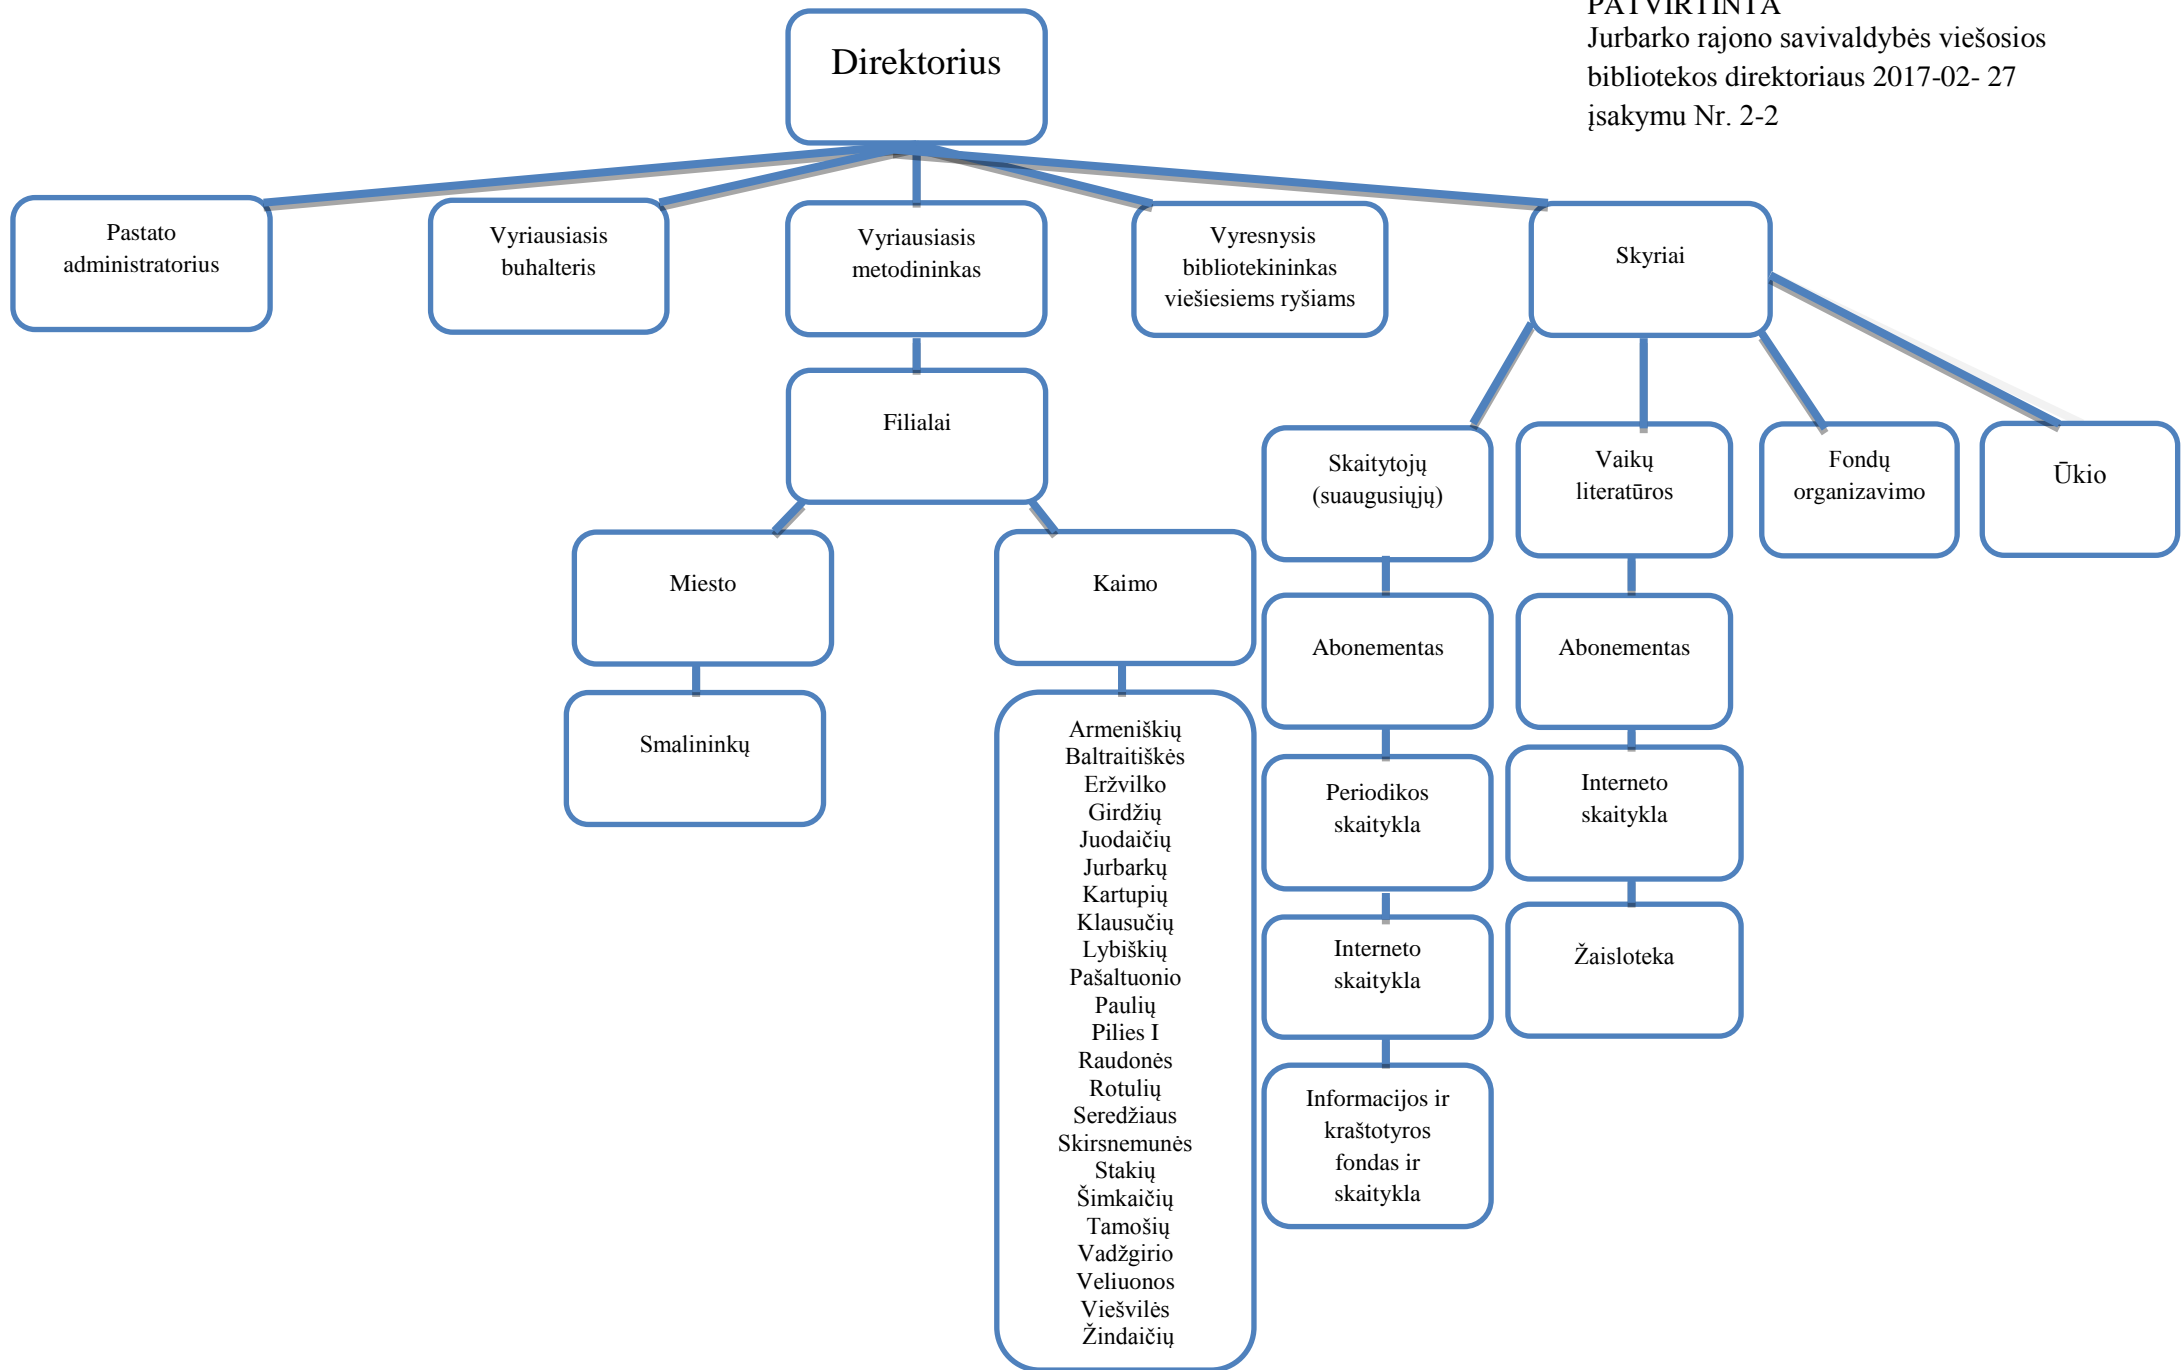 PATVIRTINTA
Jurbarko rajono savivaldybės viešosios
bibliotekos direktoriaus 2017-02- 27
įsakymu Nr. 2-2
Direktorius
Pastato
administratorius
Vyriausiasis
buhalteris
Vyriausiasis
metodininkas
Vyresnysis
bibliotekininkas
viešiesiems ryšiams
Skyriai
Filialai
Miesto
Kaimo
Smalininkų
Armeniškių
Baltraitiškės
Eržvilko
Girdžių
Juodaičių
Jurbarkų
Kartupių
Klausučių
Lybiškių
Pašaltuonio
Paulių
Pilies I
Raudonės
Rotulių
Seredžiaus
Skirsnemunės
Stakių
Šimkaičių
Tamošių
Vadžgirio
Veliuonos
Viešvilės
Žindaičių
Skaitytojų
(suaugusiųjų)
Abonementas
Periodikos
skaitykla
Interneto
skaitykla
Informacijos ir
kraštotyros
fondas ir
skaitykla
Vaikų
literatūros
Abonementas
Interneto
skaitykla
Žaisloteka
Fondų
organizavimo
Ūkio